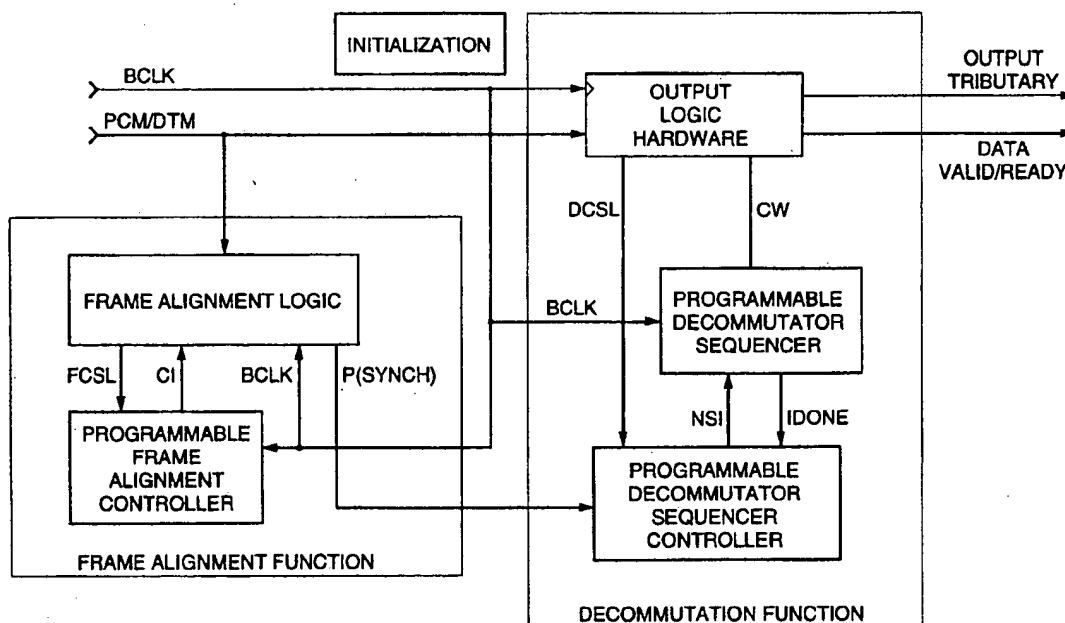 INITIALIZATION
BCLK
PCM/DTM
OUTPUT
LOGIC
HARDWARE
OUTPUT
TRIBUTARY
DATA
VALID/READY
DCSL
CW
FRAME ALIGNMENT LOGIC
BCLK
PROGRAMMABLE
DECOMMUTATOR
SEQUENCER
FCSL
CI
BCLK
P(SYNCH)
NSI
IDONE
PROGRAMMABLE
FRAME
ALIGNMENT
CONTROLLER
PROGRAMMABLE
DECOMMUTATOR
SEQUENCER
CONTROLLER
FRAME ALIGNMENT FUNCTION
DECOMMUTATION FUNCTION